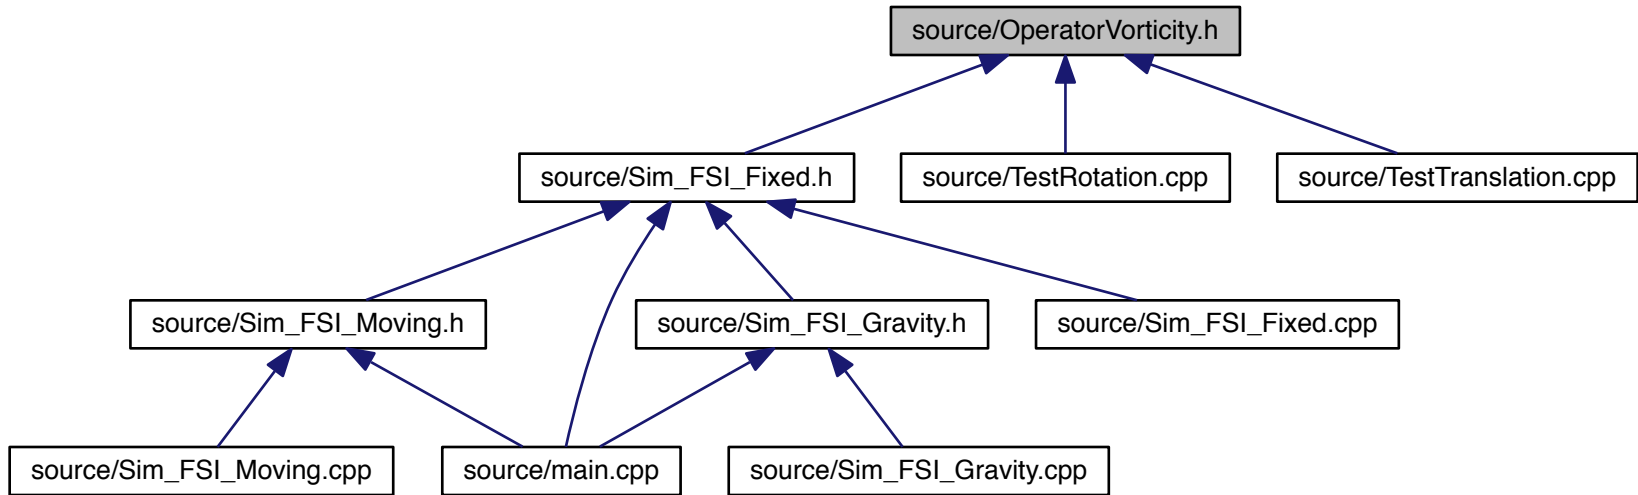 source/OperatorVorticity.h
source/Sim_FSI_Fixed.h
source/TestRotation.cpp
source/TestTranslation.cpp
source/Sim_FSI_Moving.h
source/Sim_FSI_Gravity.h
source/Sim_FSI_Fixed.cpp
source/Sim_FSI_Moving.cpp
source/main.cpp
source/Sim_FSI_Gravity.cpp